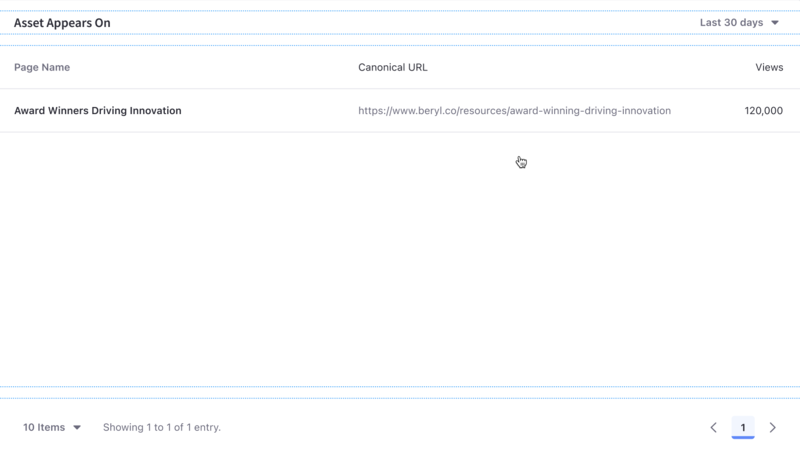 Asset Appears On
Last 30 days
Page Name Canonical URL Views
Award Winners Driving Innovation https://www.beryl.co/resources/award-winning-driving-innovation 120,000
10 Items Showing 1 to 1 of 1 entry. 1